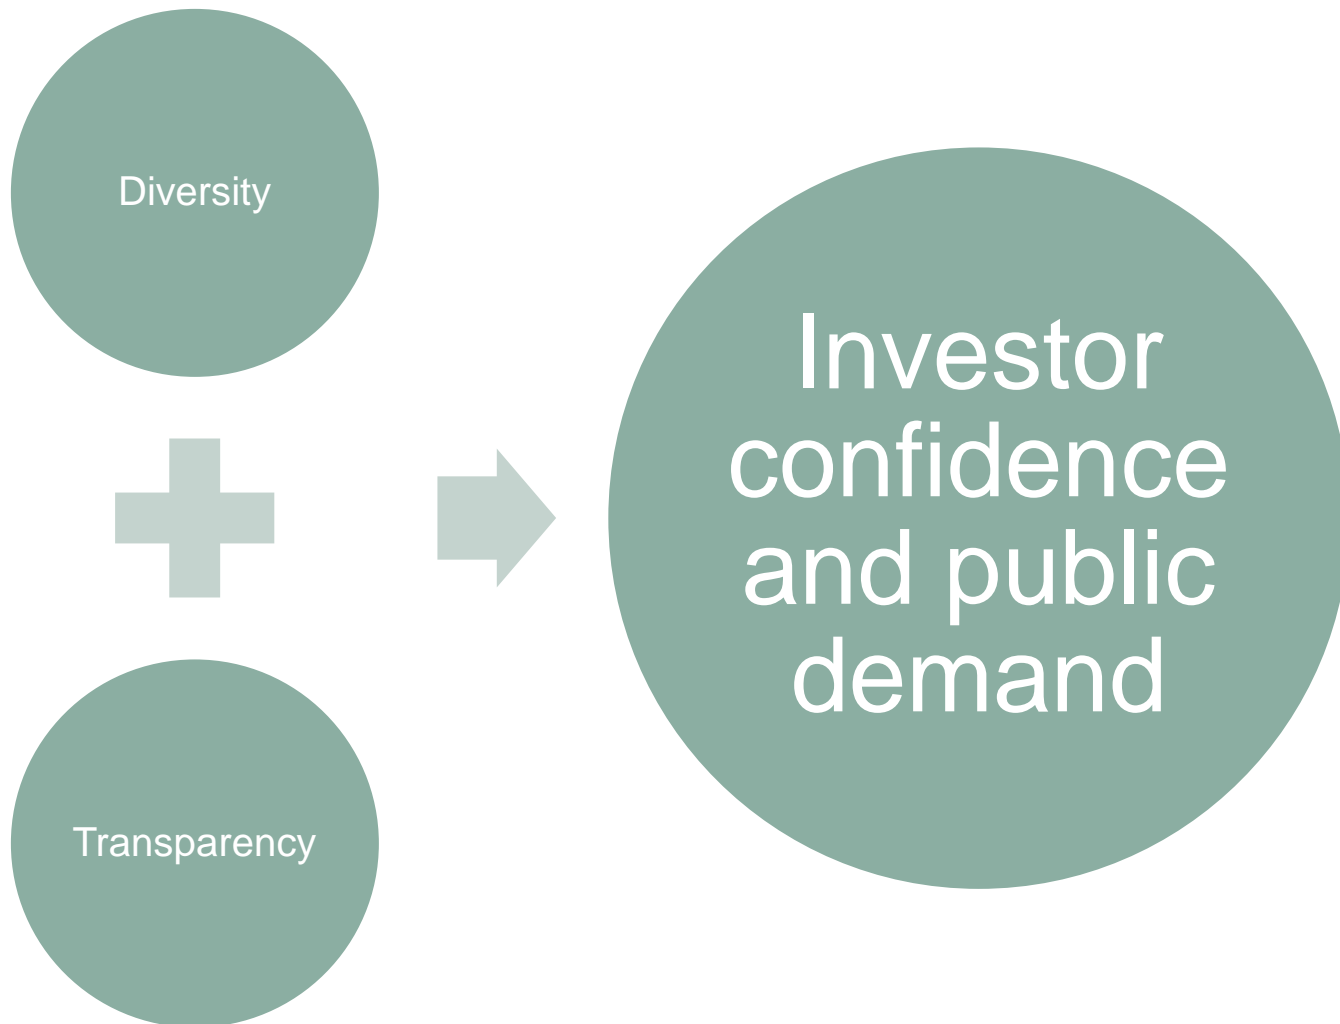 Diversity
Transparency
Investor
confidence
and public
demand